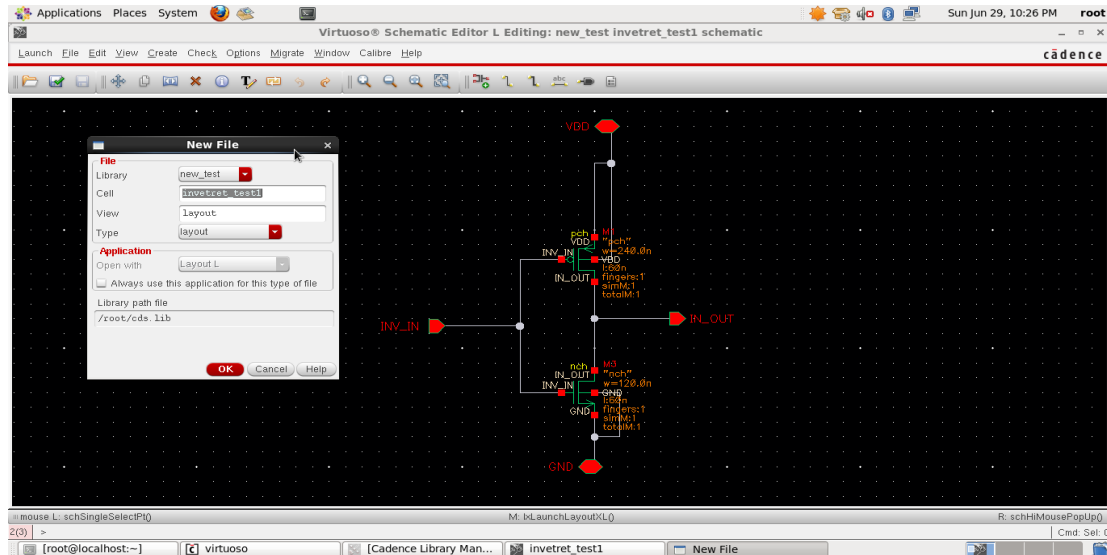 Applications Places System Sun Jun 29, 10:26 PM root
Virtuoso® Schematic Editor L Editing: new_test invetret_test1 schematic
Launch File Edit View Create Check Options Migrate Window Calibre Help
cādence
abc
New File
File
Library new_test
Cell invetret_test1
View layout
Type layout
Application
Open with Layout L
Always use this application for this type of file
Library path file
/root/cds.lib
OK Cancel Help
VDD
pch
VDD "pch"
INV_IN w=240.0n
VDD
l:60n
IN_OUT fingers:1
simM:1
totalM:1
INV_IN
IN_OUT
nch
IN_OUT "nch"
INV_IN w=120.0n
GND
l:60n
GND fingers:1
simM:1
totalM:1
GND
mouse L: schSingleSelectPt() M: lxLaunchLayoutXL() R: schHiMousePopUp()
2(3) > Cmd: Sel: 0
[root@localhost:~] virtuoso [Cadence Library Man... invetret_test1 New File